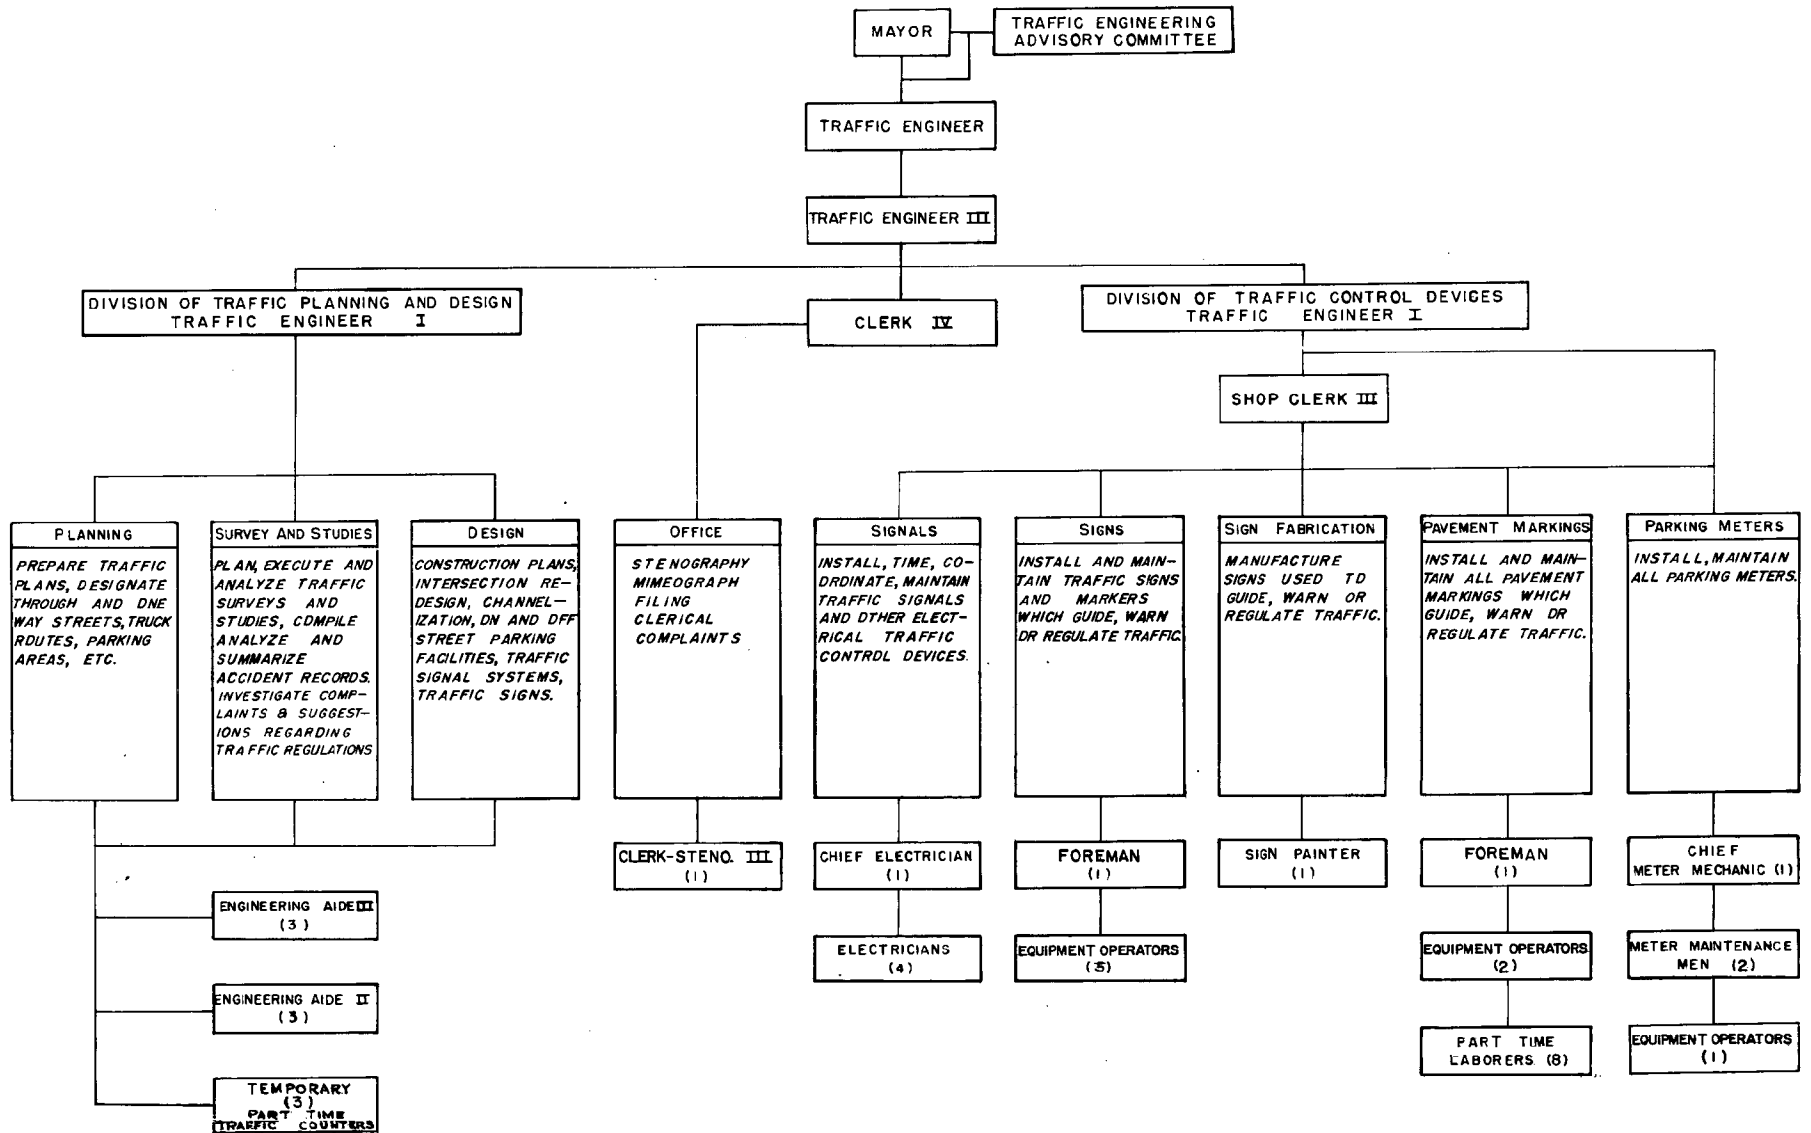 MAYOR
TRAFFIC ENGINEERING
ADVISORY COMMITTEE
TRAFFIC ENGINEER
TRAFFIC ENGINEER III
DIVISION OF TRAFFIC PLANNING AND DESIGN
TRAFFIC ENGINEER I
CLERK IV
DIVISION OF TRAFFIC CONTROL DEVICES
TRAFFIC ENGINEER I
SHOP CLERK III
PLANNING
PREPARE TRAFFIC
PLANS, DESIGNATE
THROUGH AND ONE
WAY STREETS, TRUCK
ROUTES, PARKING
AREAS, ETC.
SURVEY AND STUDIES
PLAN, EXECUTE AND
ANALYZE TRAFFIC
SURVEYS AND
STUDIES, COMPILE
ANALYZE AND
SUMMARIZE
ACCIDENT RECORDS.
INVESTIGATE COMP-
LAINTS & SUGGEST-
IONS REGARDING
TRAFFIC REGULATIONS
DESIGN
CONSTRUCTION PLANS,
INTERSECTION RE-
DESIGN, CHANNEL-
IZATION, ON AND OFF
STREET PARKING
FACILITIES, TRAFFIC
SIGNAL SYSTEMS,
TRAFFIC SIGNS.
OFFICE
STENOGRAPHY
MIMEOGRAPH
FILING
CLERICAL
COMPLAINTS
SIGNALS
INSTALL, TIME, CO-
ORDINATE, MAINTAIN
TRAFFIC SIGNALS
AND OTHER ELECT-
RICAL TRAFFIC
CONTROL DEVICES.
SIGNS
INSTALL AND MAIN-
TAIN TRAFFIC SIGNS
AND MARKERS
WHICH GUIDE, WARN
OR REGULATE TRAFFIC.
SIGN FABRICATION
MANUFACTURE
SIGNS USED TO
GUIDE, WARN OR
REGULATE TRAFFIC.
PAVEMENT MARKINGS
INSTALL AND MAIN-
TAIN ALL PAVEMENT
MARKINGS WHICH
GUIDE, WARN OR
REGULATE TRAFFIC.
PARKING METERS
INSTALL, MAINTAIN
ALL PARKING METERS.
ENGINEERING AIDE III
(3)
ENGINEERING AIDE II
(3)
TEMPORARY
(3)
PART TIME
TRAFFIC COUNTERS
CLERK-STENO. III
(1)
CHIEF ELECTRICIAN
(1)
ELECTRICIANS
(4)
FOREMAN
(1)
EQUIPMENT OPERATORS
(5)
SIGN PAINTER
(1)
FOREMAN
(1)
EQUIPMENT OPERATORS
(2)
PART TIME
LABORERS (8)
CHIEF
METER MECHANIC (1)
METER MAINTENANCE
MEN (2)
EQUIPMENT OPERATORS
(1)